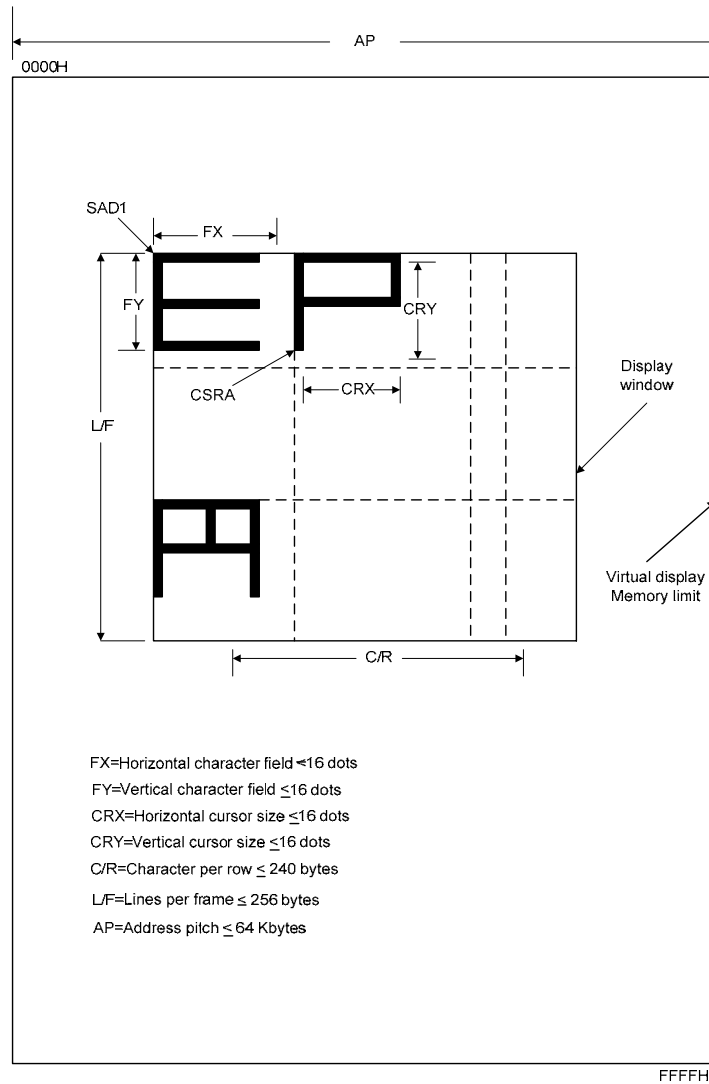 AP
0000H
SAD1
FX
FY
CRY
CSRA
CRX
L/F
Display
window
Virtual display
Memory limit
C/R
FX=Horizontal character field ≤16 dots
FY=Vertical character field ≤16 dots
CRX=Horizontal cursor size ≤16 dots
CRY=Vertical cursor size ≤16 dots
C/R=Character per row ≤ 240 bytes
L/F=Lines per frame ≤ 256 bytes
AP=Address pitch ≤ 64 Kbytes
FFFFH